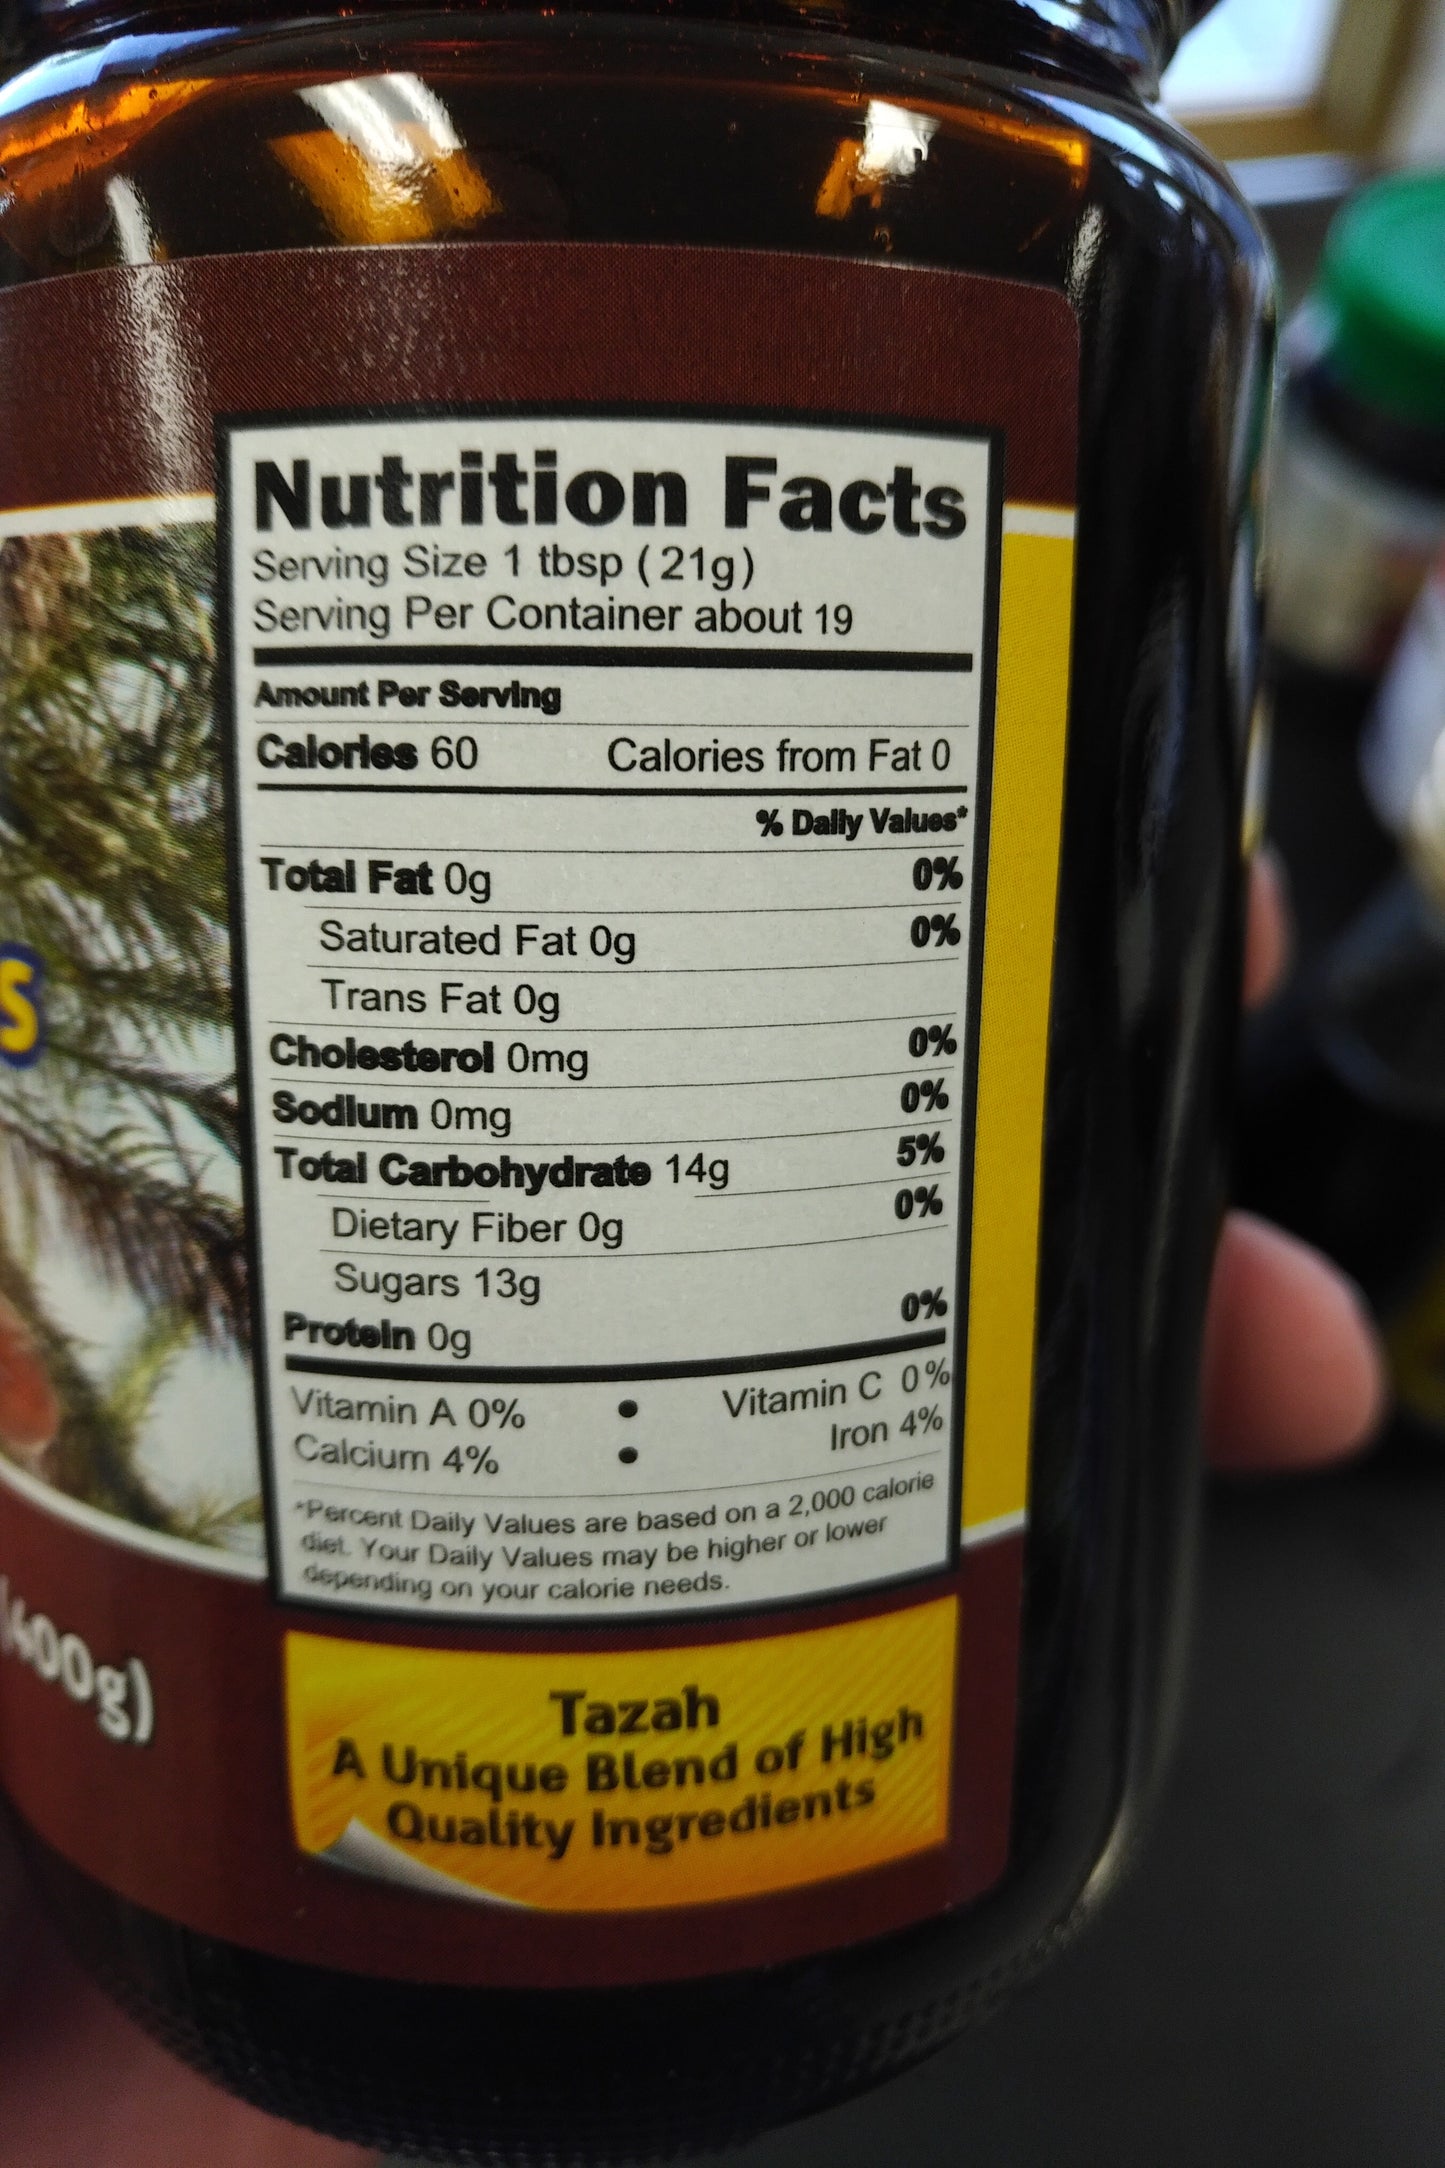 Nutrition Facts
Serving Size 1 tbsp (21g)
Serving Per Container about 19
Amount Per Serving
Calories 60 Calories from Fat 0
% Daily Values*
Total Fat 0g 0%
Saturated Fat 0g 0%
Trans Fat 0g
Cholesterol 0mg 0%
Sodium 0mg 0%
Total Carbohydrate 14g 5%
Dietary Fiber 0g 0%
Sugars 13g
Protein 0g 0%
Vitamin A 0% • Vitamin C 0%
Calcium 4% • Iron 4%
*Percent Daily Values are based on a 2,000 calorie
diet. Your Daily Values may be higher or lower
depending on your calorie needs.
S
(400g)
Tazah
A Unique Blend of High
Quality Ingredients